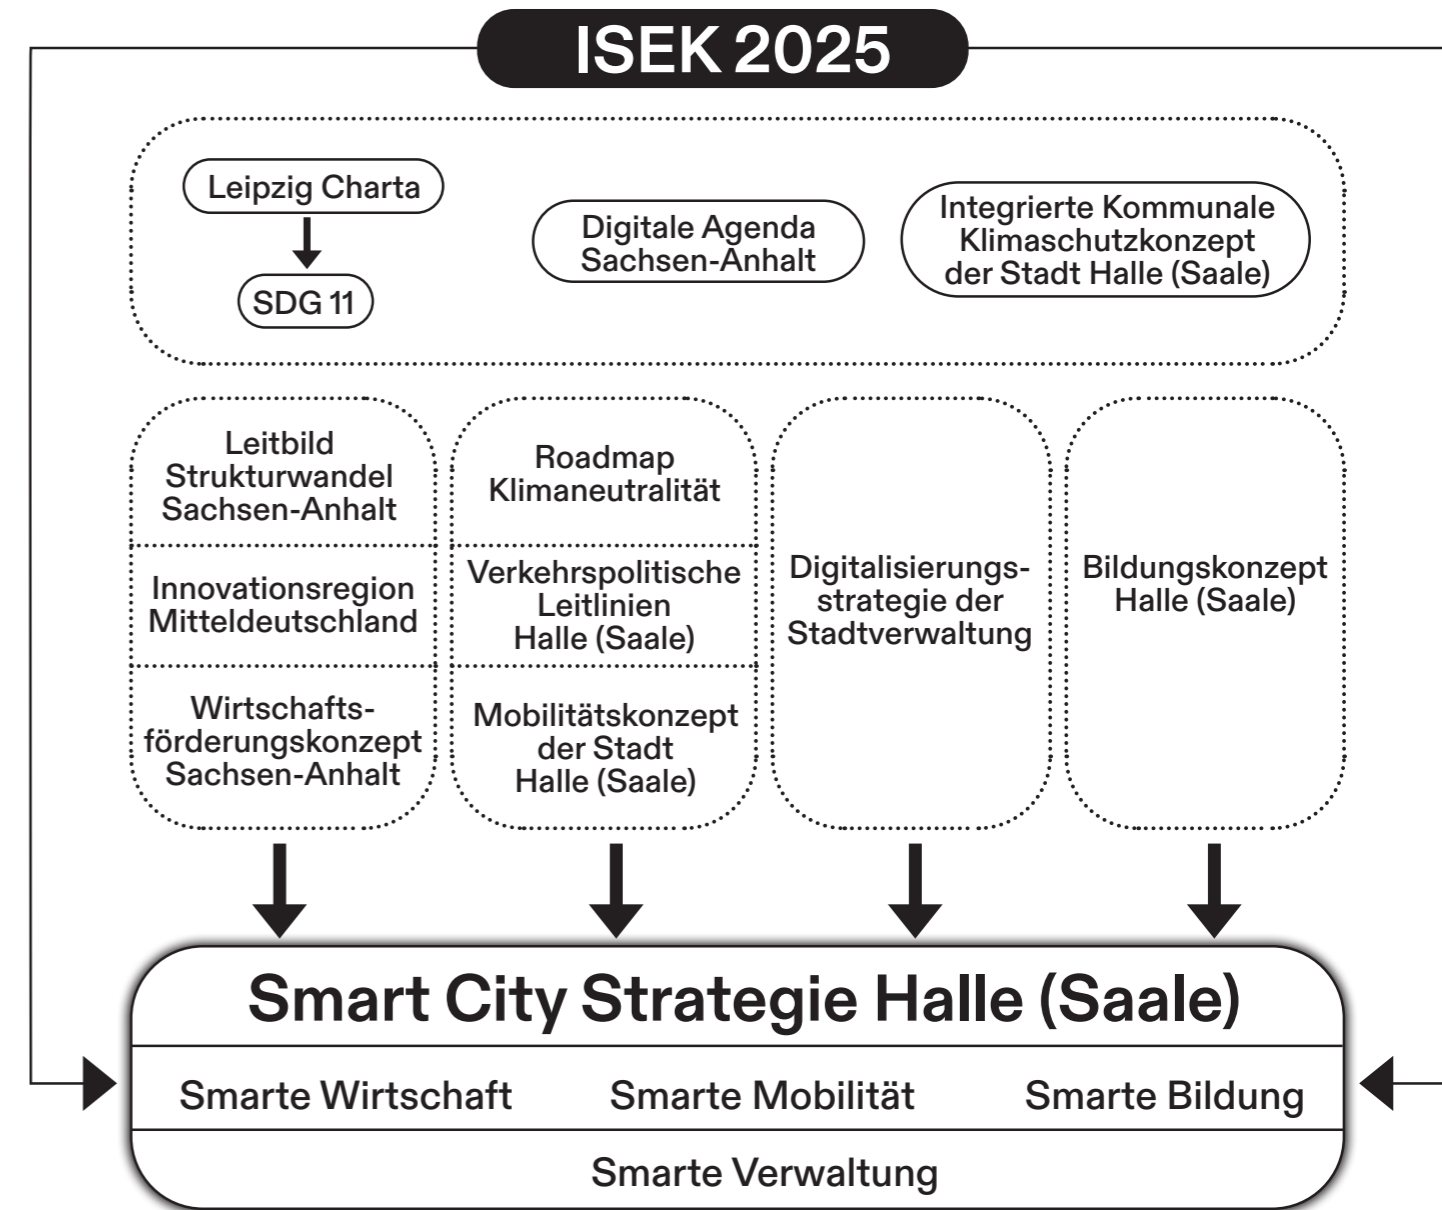 ISEK 2025
Leipzig Charta
SDG 11
Digitale Agenda
Sachsen-Anhalt
Integrierte Kommunale
Klimaschutzkonzept
der Stadt Halle (Saale)
Leitbild
Strukturwandel
Sachsen-Anhalt
Innovationsregion
Mitteldeutschland
Wirtschafts-
förderungskonzept
Sachsen-Anhalt
Roadmap
Klimaneutralität
Verkehrspolitische
Leitlinien
Halle (Saale)
Mobilitätskonzept
der Stadt
Halle (Saale)
Digitalisierungs-
strategie der
Stadtverwaltung
Bildungskonzept
Halle (Saale)
Smart City Strategie Halle (Saale)
Smarte Wirtschaft
Smarte Mobilität
Smarte Bildung
Smarte Verwaltung